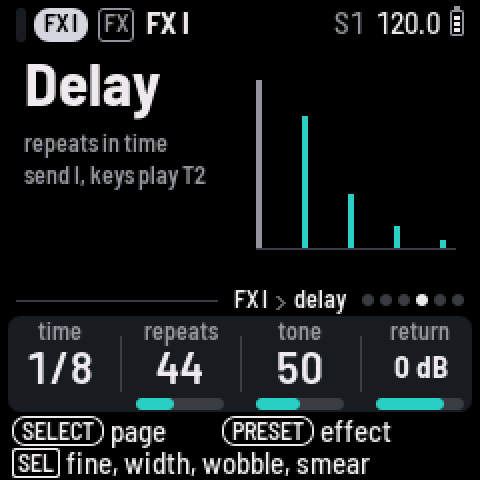 FX I FX FX I S1 120.0
Delay
repeats in time
send I, keys play T2
FX I > delay
time repeats tone return
1/8 44 50 0 dB
SELECT page PRESET effect
SEL fine, width, wobble, smear